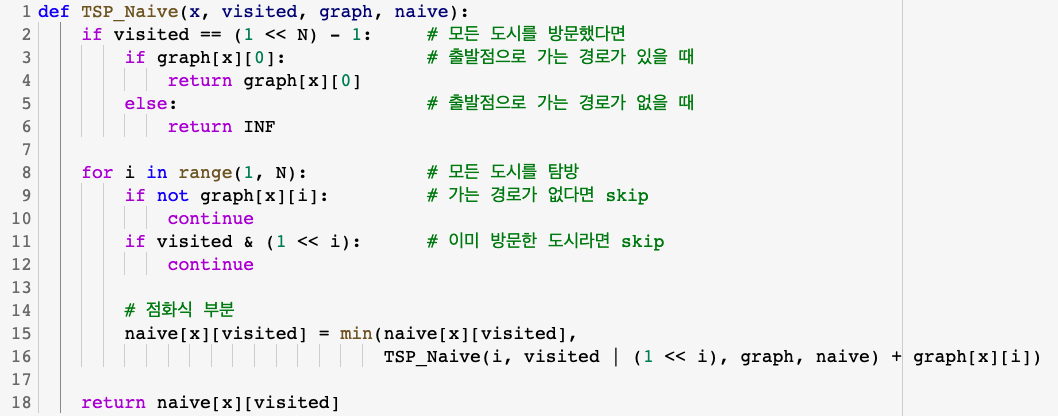 1 def TSP_Naive(x, visited, graph, naive):
2     if visited == (1 << N) - 1:     # 모든 도시를 방문했다면
3         if graph[x][0]:             # 출발점으로 가는 경로가 있을 때
4             return graph[x][0]
5         else:                       # 출발점으로 가는 경로가 없을 때
6             return INF
7
8     for i in range(1, N):           # 모든 도시를 탐방
9         if not graph[x][i]:         # 가는 경로가 없다면 skip
10             continue
11         if visited & (1 << i):      # 이미 방문한 도시라면 skip
12             continue
13
14         # 점화식 부분
15         naive[x][visited] = min(naive[x][visited],
16                                 TSP_Naive(i, visited | (1 << i), graph, naive) + graph[x][i])
17
18     return naive[x][visited]